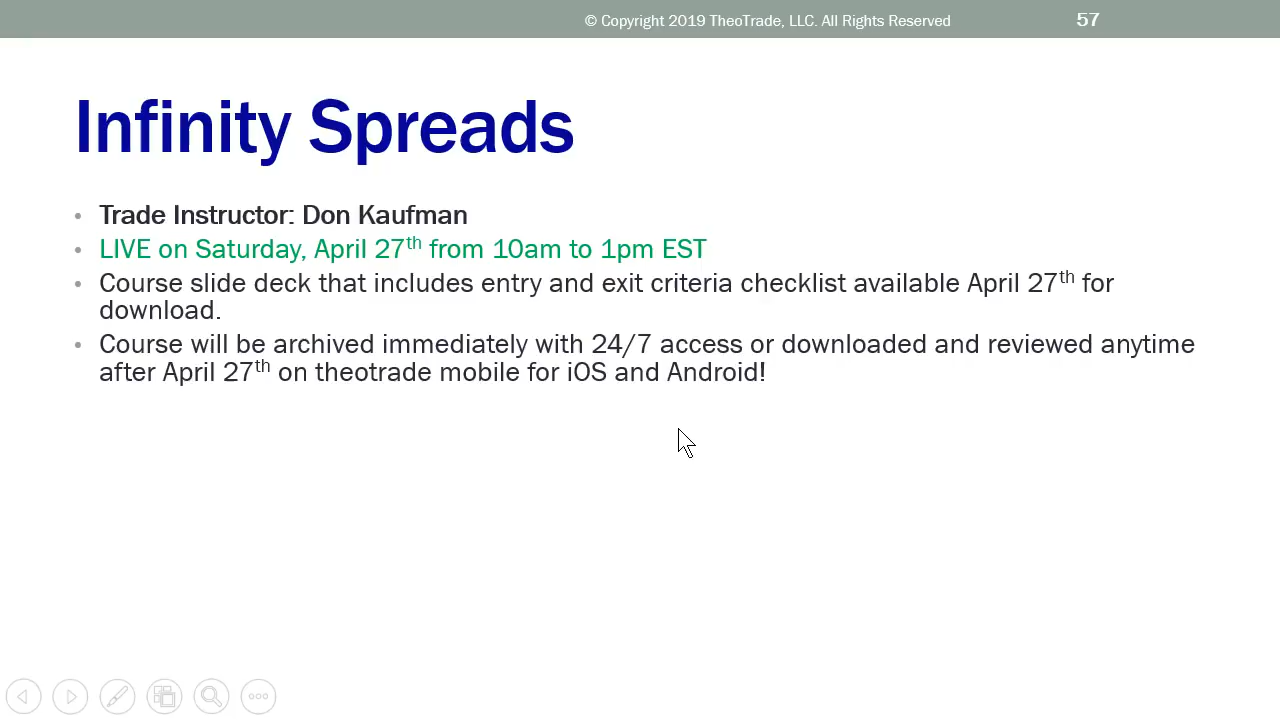 © Copyright 2019 TheoTrade, LLC. All Rights Reserved 57
Infinity Spreads
• Trade Instructor: Don Kaufman
• LIVE on Saturday, April 27th from 10am to 1pm EST
• Course slide deck that includes entry and exit criteria checklist available April 27th for
download.
• Course will be archived immediately with 24/7 access or downloaded and reviewed anytime
after April 27th on theotrade mobile for iOS and Android!